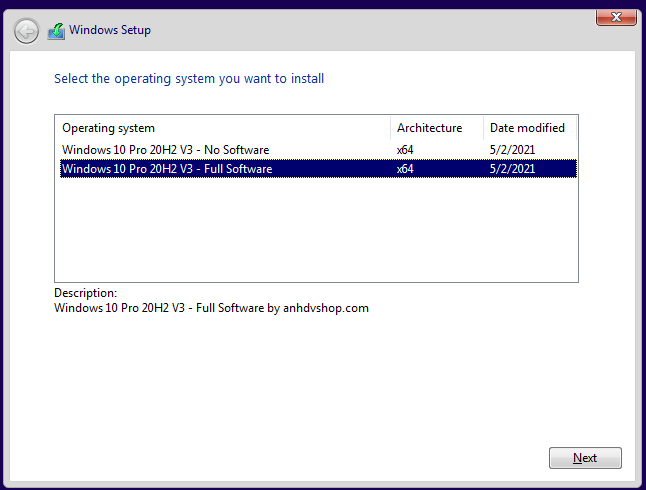 Windows Setup
Select the operating system you want to install
Operating system Architecture Date modified
Windows 10 Pro 20H2 V3 - No Software x64 5/2/2021
Windows 10 Pro 20H2 V3 - Full Software x64 5/2/2021
Description:
Windows 10 Pro 20H2 V3 - Full Software by anhdvshop.com
Next